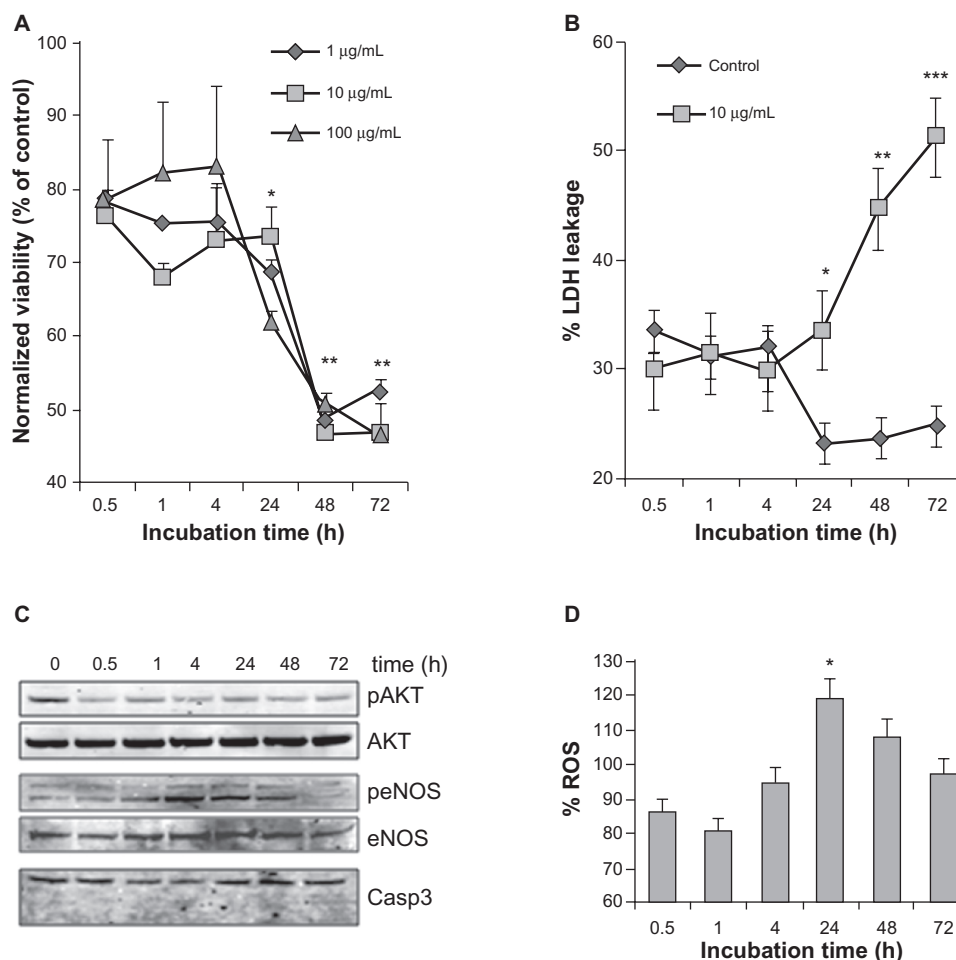 A
Normalized viability (% of control)
100
90
80
70
60
50
40
1 µg/mL
10 µg/mL
100 µg/mL
*
**
**
0.5 1 4 24 48 72
Incubation time (h)
B
% LDH leakage
60
50
40
30
20
Control
10 µg/mL
*
**
***
0.5 1 4 24 48 72
Incubation time (h)
C
0 0.5 1 4 24 48 72 time (h)
pAKT
AKT
peNOS
eNOS
Casp3
D
% ROS
130
120
110
100
90
80
70
60
*
0.5 1 4 24 48 72
Incubation time (h)